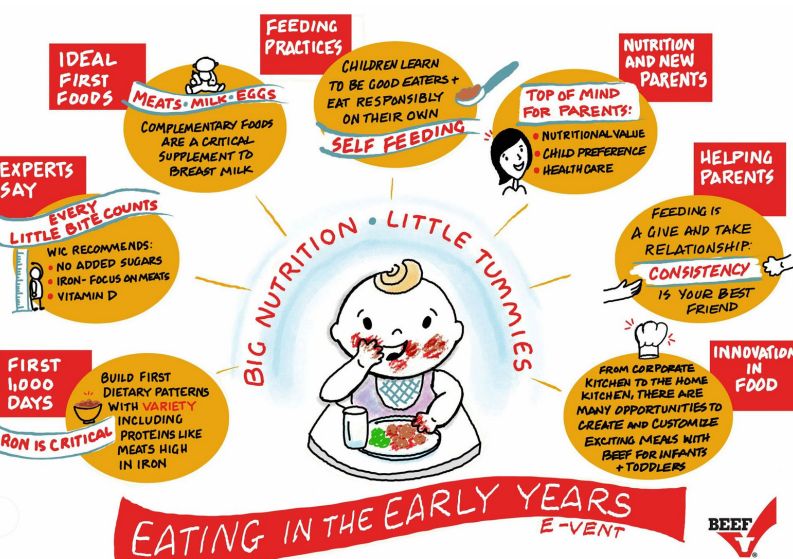 FIRST
1,000
DAYS
BUILD FIRST
DIETARY PATTERNS
WITH VARIETY
INCLUDING
PROTEINS LIKE
MEATS HIGH
IN IRON
RON IS CRITICAL
EXPERTS
SAY
EVERY
LITTLE BITE COUNTS
WIC RECOMMENDS:
• NO ADDED SUGARS
• IRON-FOCUS ON MEATS
• VITAMIN D
IDEAL
FIRST
FOODS
MEATS • MILK • EGGS
COMPLEMENTARY FOODS
ARE A CRITICAL
SUPPLEMENT TO
BREAST MILK
FEEDING
PRACTICES
CHILDREN LEARN
TO BE GOOD EATERS +
EAT RESPONSIBLY
ON THEIR OWN
SELF FEEDING
NUTRITION
AND NEW
PARENTS
TOP OF MIND
FOR PARENTS:
• NUTRITIONAL VALUE
• CHILD PREFERENCE
• HEALTHCARE
HELPING
PARENTS
FEEDING IS
A GIVE AND TAKE
RELATIONSHIP:
CONSISTENCY
IS YOUR BEST
FRIEND
INNOVATION
IN
FOOD
FROM CORPORATE
KITCHEN TO THE HOME
KITCHEN, THERE ARE
MANY OPPORTUNITIES TO
CREATE AND CUSTOMIZE
EXCITING MEALS WITH
BEEF FOR INFANTS
+ TODDLERS
BIG NUTRITION • LITTLE TUMMIES
EATING IN THE EARLY YEARS
E-VENT
BEEF